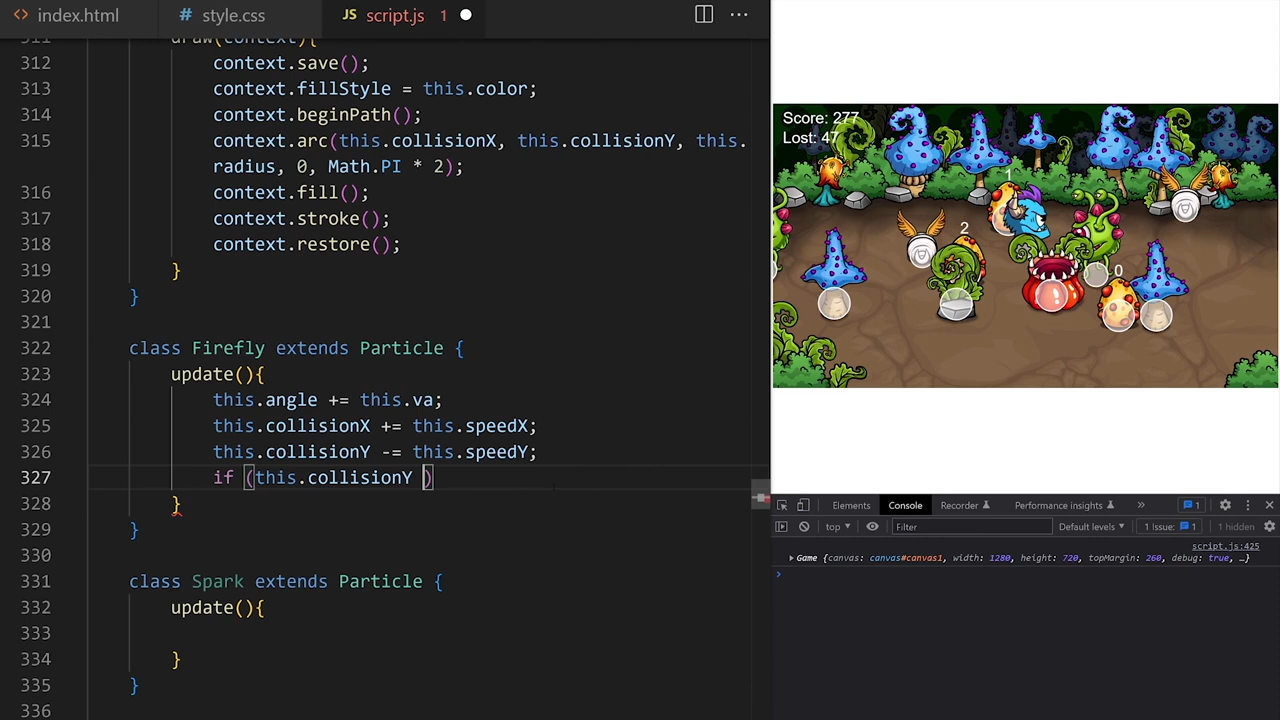 <> index.html
# style.css
JS script.js 1
311 draw(context){
312 context.save();
313 context.fillStyle = this.color;
314 context.beginPath();
315 context.arc(this.collisionX, this.collisionY, this.
radius, 0, Math.PI * 2);
316 context.fill();
317 context.stroke();
318 context.restore();
319 }
320 }
321
322 class Firefly extends Particle {
323 update(){
324 this.angle += this.va;
325 this.collisionX += this.speedX;
326 this.collisionY -= this.speedY;
327 if (this.collisionY )
328 }
329 }
330
331 class Spark extends Particle {
332 update(){
333
334 }
335 }
336
Score: 277
Lost: 47
1
2
0
Elements Console Recorder Performance insights » 1
top Filter Default levels 1 Issue: 1 1 hidden
script.js:425
Game {canvas: canvas#canvas1, width: 1280, height: 720, topMargin: 260, debug: true, …}